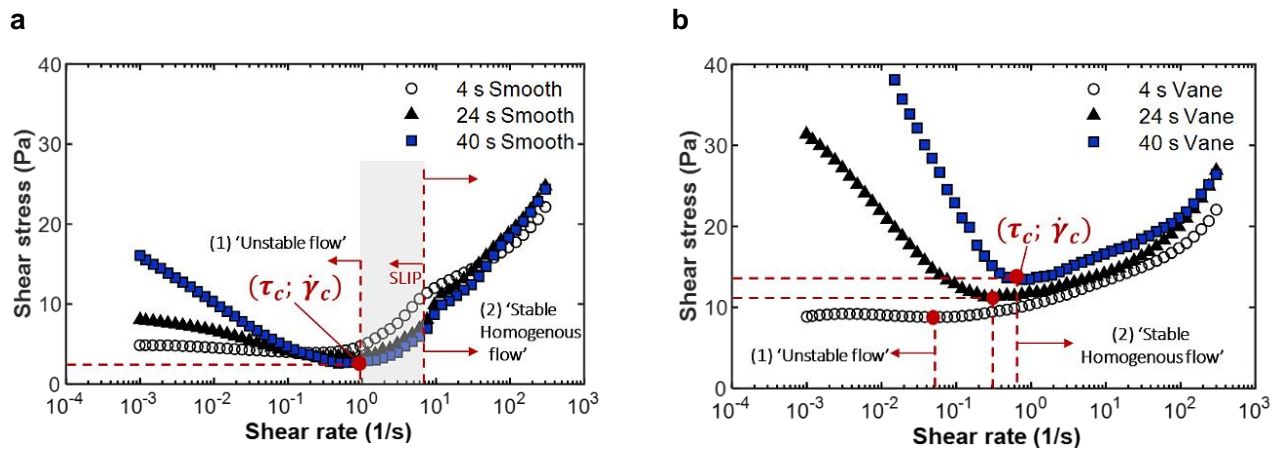 a
40
30
20
10
0
Shear stress (Pa)
4 s Smooth
24 s Smooth
40 s Smooth
(1) 'Unstable flow'
SLIP
(τc; γ̇c)
(2) 'Stable
Homogenous
flow'
10⁻⁴ 10⁻³ 10⁻² 10⁻¹ 10⁰ 10¹ 10² 10³
Shear rate (1/s)
b
40
30
20
10
0
Shear stress (Pa)
4 s Vane
24 s Vane
40 s Vane
(τc; γ̇c)
(1) 'Unstable flow'
(2) 'Stable
Homogenous flow'
10⁻⁴ 10⁻³ 10⁻² 10⁻¹ 10⁰ 10¹ 10² 10³
Shear rate (1/s)